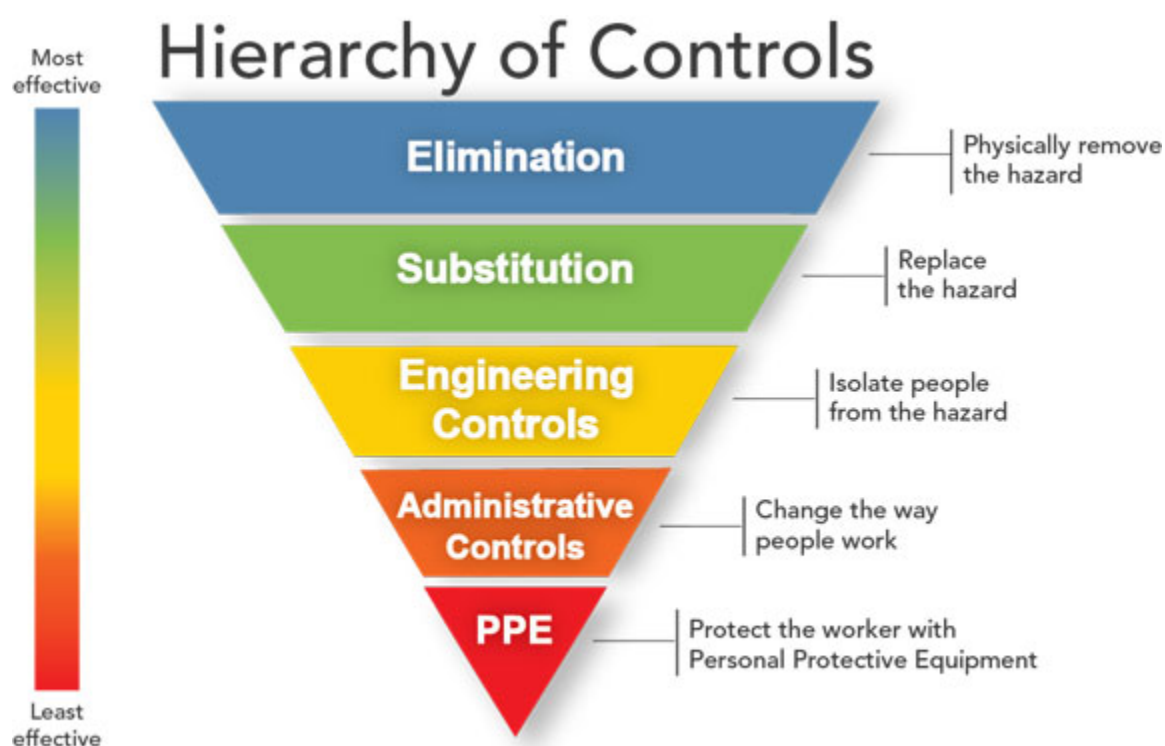 Hierarchy of Controls
Most
effective
Elimination
Physically remove
the hazard
Substitution
Replace
the hazard
Engineering
Controls
Isolate people
from the hazard
Administrative
Controls
Change the way
people work
PPE
Protect the worker with
Personal Protective Equipment
Least
effective